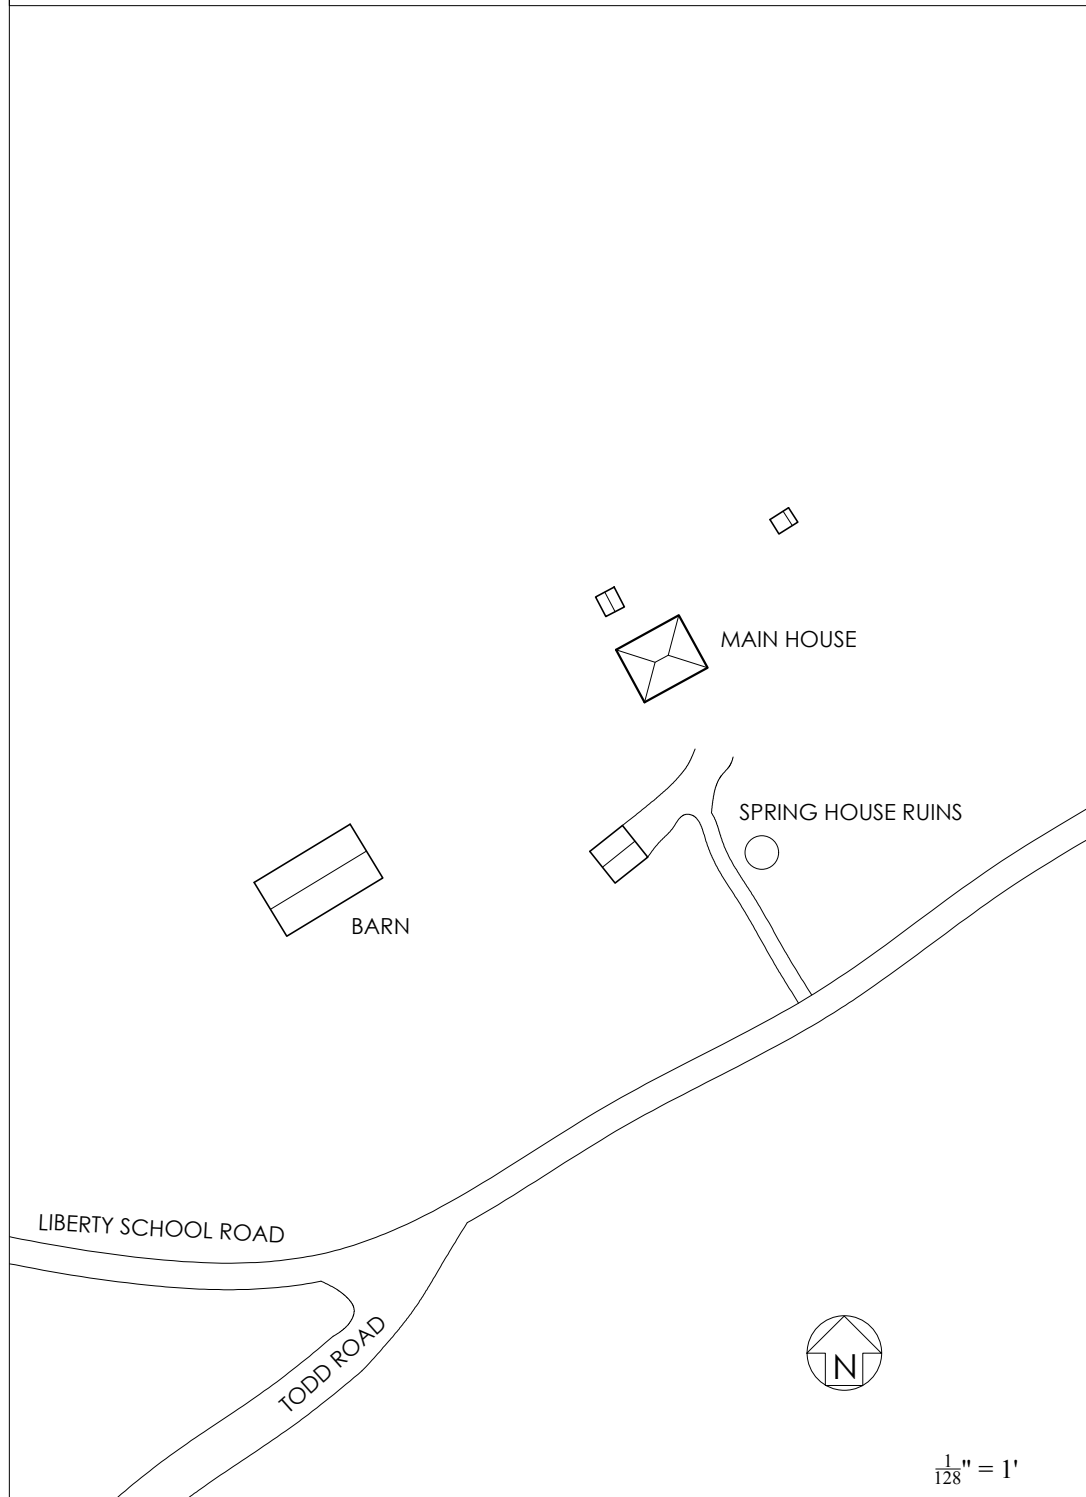 MAIN HOUSE
SPRING HOUSE RUINS
BARN
LIBERTY SCHOOL ROAD
TODD ROAD
N
1/128" = 1'